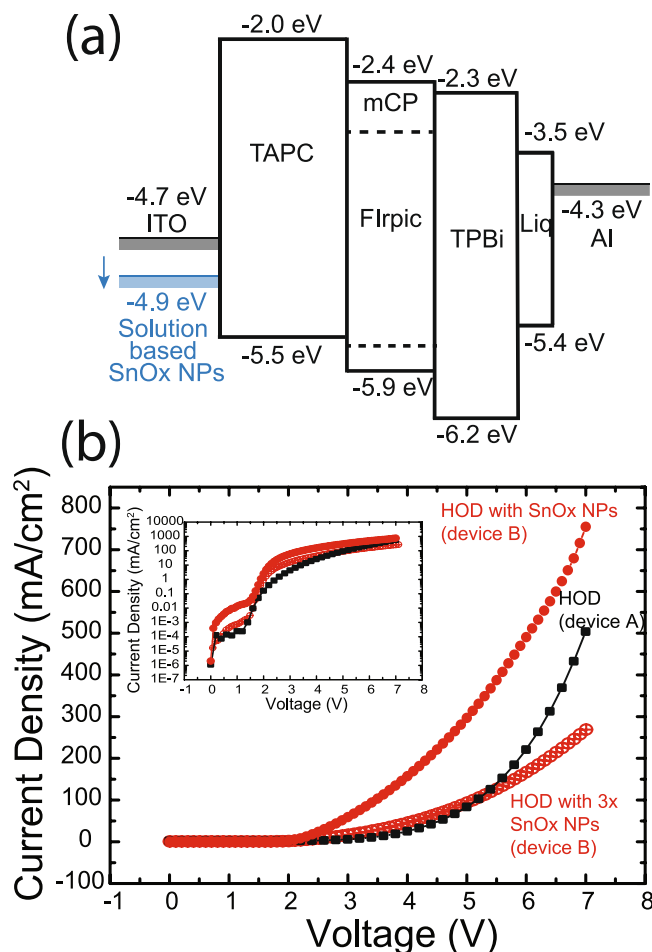 (a)
-2.0 eV
-2.4 eV
-2.3 eV
mCP
-3.5 eV
TAPC
-4.7 eV
ITO
FIrpic
TPBi
Liq
-4.3 eV
Al
-4.9 eV
Solution
based
SnOx NPs
-5.5 eV
-5.4 eV
-5.9 eV
-6.2 eV
(b)
Current Density (mA/cm²)
800
700
600
500
400
300
200
100
0
-100
-1
0
1
2
3
4
5
6
7
8
Voltage (V)
HOD with SnOx NPs
(device B)
HOD
(device A)
HOD with 3x
SnOx NPs
(device B)
Current Density (mA/cm²)
10000
1000
100
10
1
0.1
0.01
1E-3
1E-4
1E-5
1E-6
1E-7
-1
0
1
2
3
4
5
6
7
8
Voltage (V)